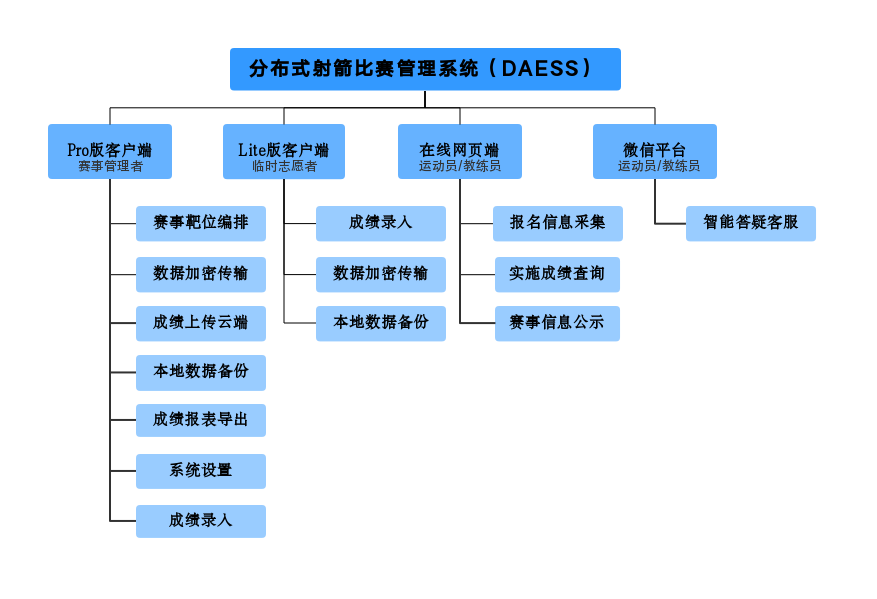 分布式射箭比赛管理系统（DAESS）
Pro版客户端
赛事管理者
Lite版客户端
临时志愿者
在线网页端
运动员/教练员
微信平台
运动员/教练员
赛事靶位编排
数据加密传输
成绩上传云端
本地数据备份
成绩报表导出
系统设置
成绩录入
成绩录入
数据加密传输
本地数据备份
报名信息采集
实施成绩查询
赛事信息公示
智能答疑客服